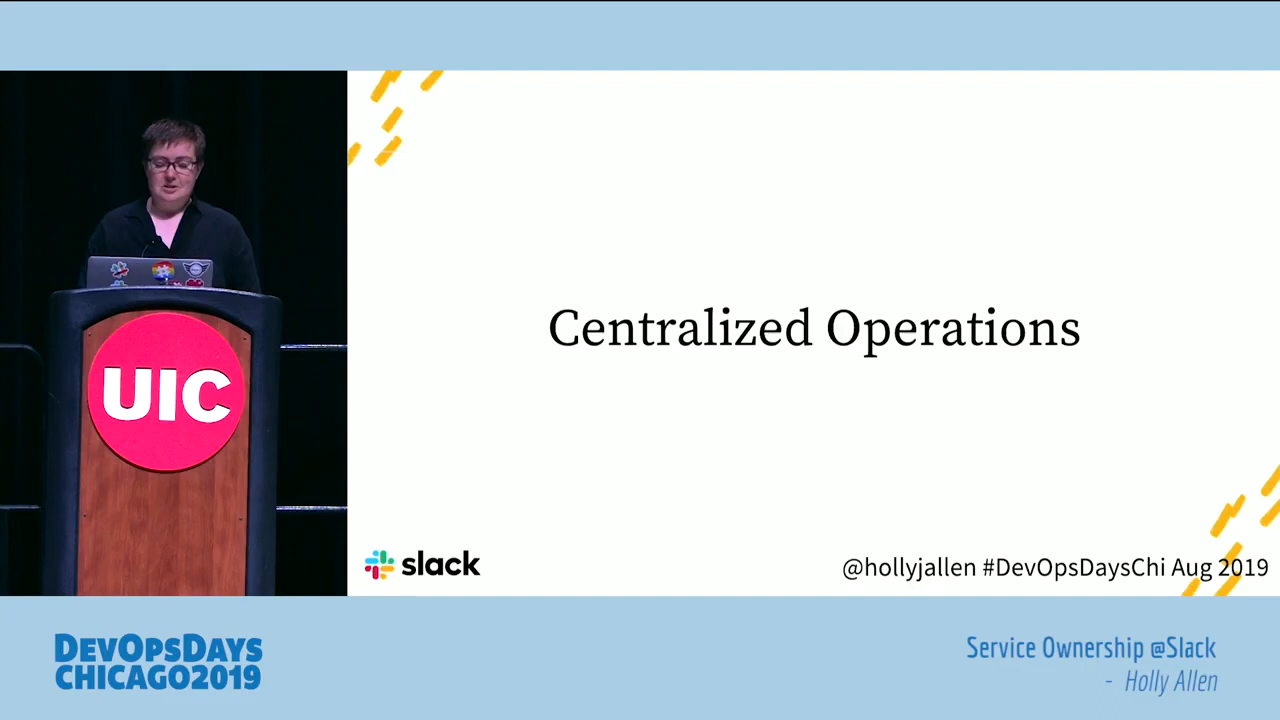 Centralized Operations
UIC
slack
@hollyjallen #DevOpsDaysChi Aug 2019
DevOpsDays
Chicago2019
Service Ownership @Slack
- Holly Allen